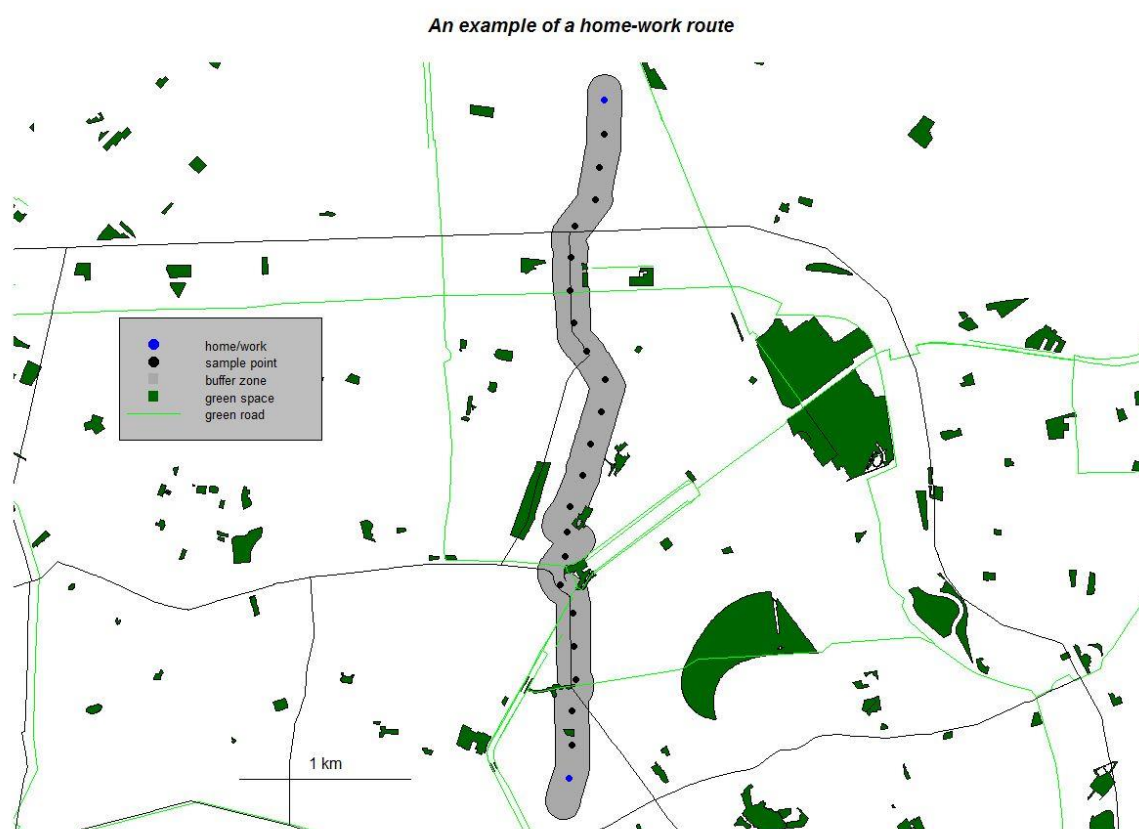 An example of a home-work route
home/work
sample point
buffer zone
green space
green road
1 km